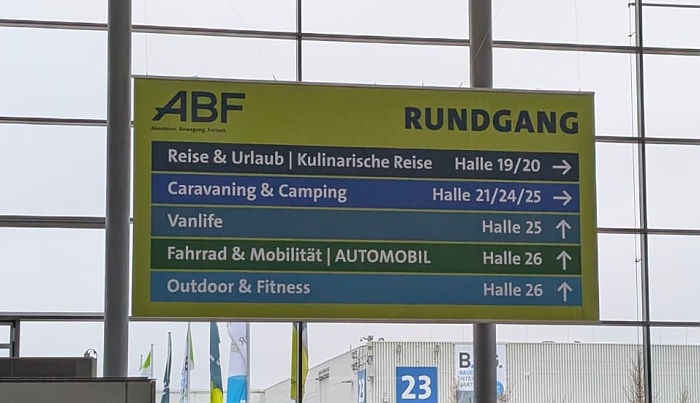 ABF
Abenteuer. Bewegung. Freiheit.
RUNDGANG
Reise & Urlaub | Kulinarische Reise Halle 19/20 →
Caravaning & Camping Halle 21/24/25 →
Vanlife Halle 25 ↑
Fahrrad & Mobilität | AUTOMOBIL Halle 26 ↑
Outdoor & Fitness Halle 26 ↑
23